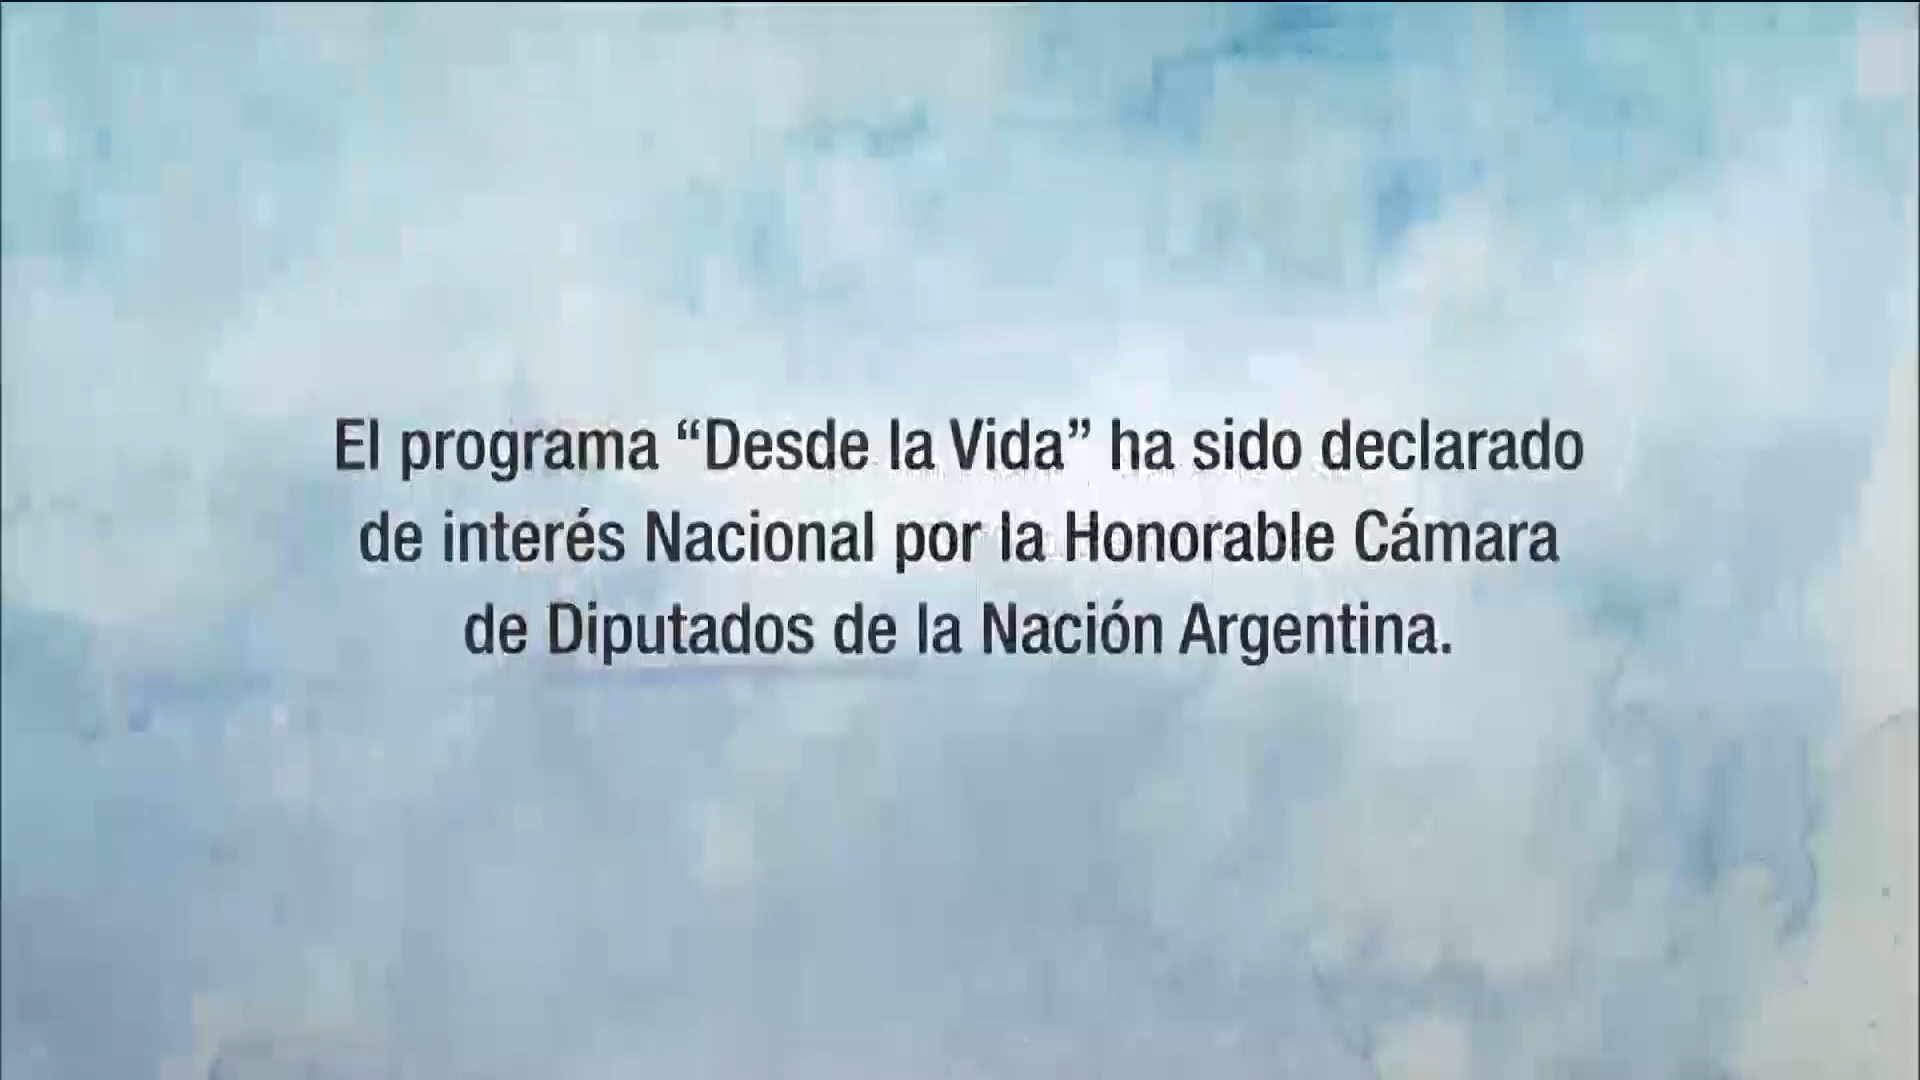 El programa “Desde la Vida” ha sido declarado
de interés Nacional por la Honorable Cámara
de Diputados de la Nación Argentina.